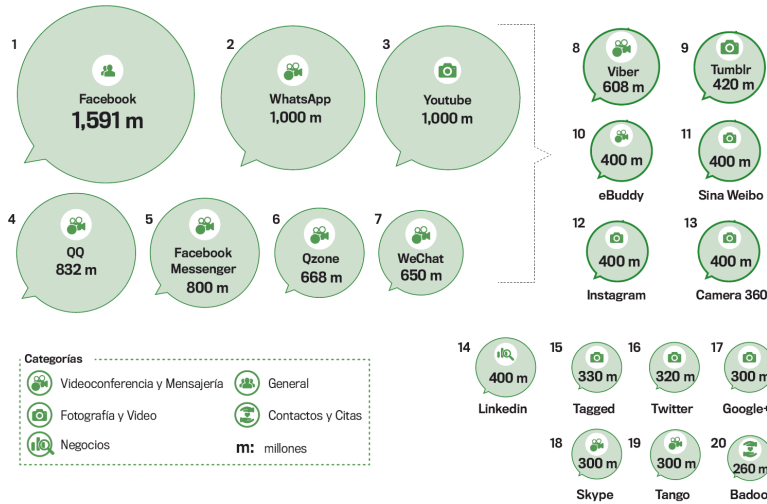 1
Facebook
1,591 m
2
WhatsApp
1,000 m
3
Youtube
1,000 m
4
QQ
832 m
5
Facebook
Messenger
800 m
6
Qzone
668 m
7
WeChat
650 m
8
Viber
608 m
9
Tumblr
420 m
10
400 m
eBuddy
11
400 m
Sina Weibo
12
400 m
Instagram
13
400 m
Camera 360
14
400 m
Linkedin
15
330 m
Tagged
16
320 m
Twitter
17
300 m
Google+
18
300 m
Skype
19
300 m
Tango
20
260 m
Badoo
Categorías
Videoconferencia y Mensajería
General
Fotografía y Video
Contactos y Citas
Negocios
m: millones